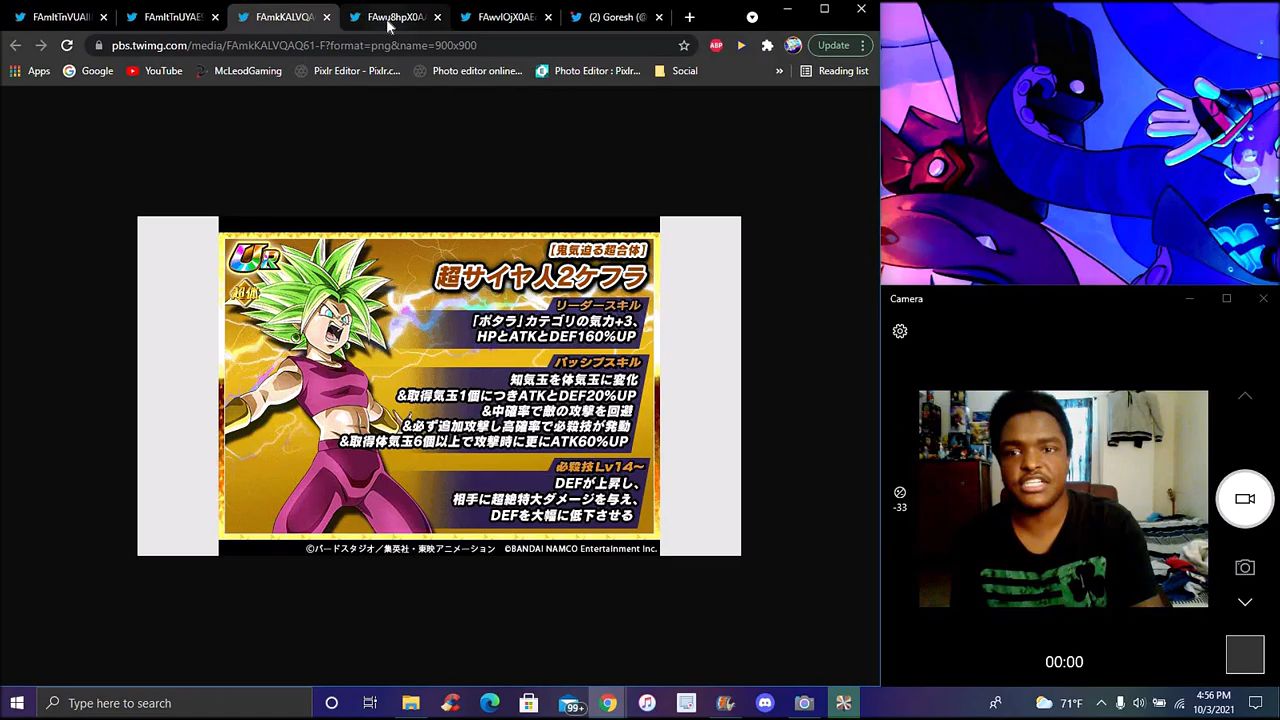 FAmItTnVUAII
FAmItTnUYAE5
FAmkKALVQAC
FAwu8hpX0AA
FAwvIOjX0AE
(2) Goresh (@
pbs.twimg.com/media/FAmkKALVQAQ61-F?format=png&name=900x900
ABP
Update
Apps
Google
YouTube
McLeodGaming
Pixlr Editor - Pixlr.c...
Photo editor online...
Photo Editor : Pixlr...
Social
»
Reading list
UR
超体
[鬼気迫る超合体]
超サイヤ人2ケフラ
リーダースキル
「ポタラ」カテゴリの気力+3、
HPとATKとDEF160%UP
パッシブスキル
知気玉を体気玉に変化
&取得気玉1個につきATKとDEF20%UP
&中確率で敵の攻撃を回避
&必ず追加攻撃し高確率で必殺技が発動
&取得体気玉6個以上で攻撃時に更にATK60%UP
必殺技Lv14~
DEFが上昇し、
相手に超絶特大ダメージを与え、
DEFを大幅に低下させる
©バードスタジオ/集英社・東映アニメーション ©BANDAI NAMCO Entertainment Inc.
Camera
-33
00:00
Type here to search
99+
71°F
4:56 PM
10/3/2021